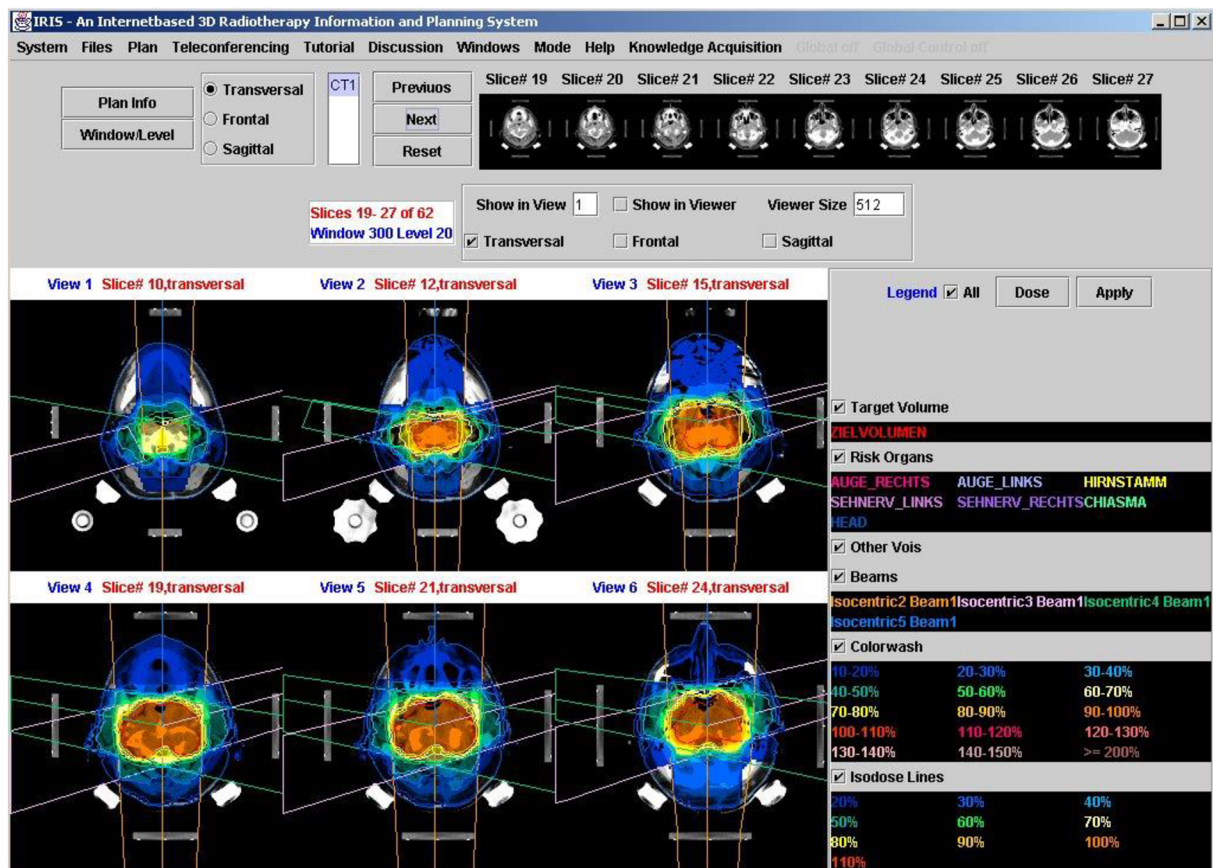 IRIS - An Internetbased 3D Radiotherapy Information and Planning System
System Files Plan Teleconferencing Tutorial Discussion Windows Mode Help Knowledge Acquisition Global off Global Control off
Slice# 19 Slice# 20 Slice# 21 Slice# 22 Slice# 23 Slice# 24 Slice# 25 Slice# 26 Slice# 27
Plan Info
Window/Level
Transversal
Frontal
Sagittal
CT1
Previuos
Next
Reset
Slices 19- 27 of 62
Window 300 Level 20
Show in View 1 Show in Viewer Viewer Size 512
Transversal Frontal Sagittal
View 1 Slice# 10,transversal
View 2 Slice# 12,transversal
View 3 Slice# 15,transversal
View 4 Slice# 19,transversal
View 5 Slice# 21,transversal
View 6 Slice# 24,transversal
Legend All Dose Apply
Target Volume
ZIELVOLUMEN
Risk Organs
AUGE_RECHTS AUGE_LINKS HIRNSTAMM
SEHNERV_LINKS SEHNERV_RECHTS CHIASMA
HEAD
Other Vois
Beams
Isocentric2 Beam1 Isocentric3 Beam1 Isocentric4 Beam1
Isocentric5 Beam1
Colorwash
10-20% 20-30% 30-40%
40-50% 50-60% 60-70%
70-80% 80-90% 90-100%
100-110% 110-120% 120-130%
130-140% 140-150% >= 200%
Isodose Lines
20% 30% 40%
50% 60% 70%
80% 90% 100%
110%